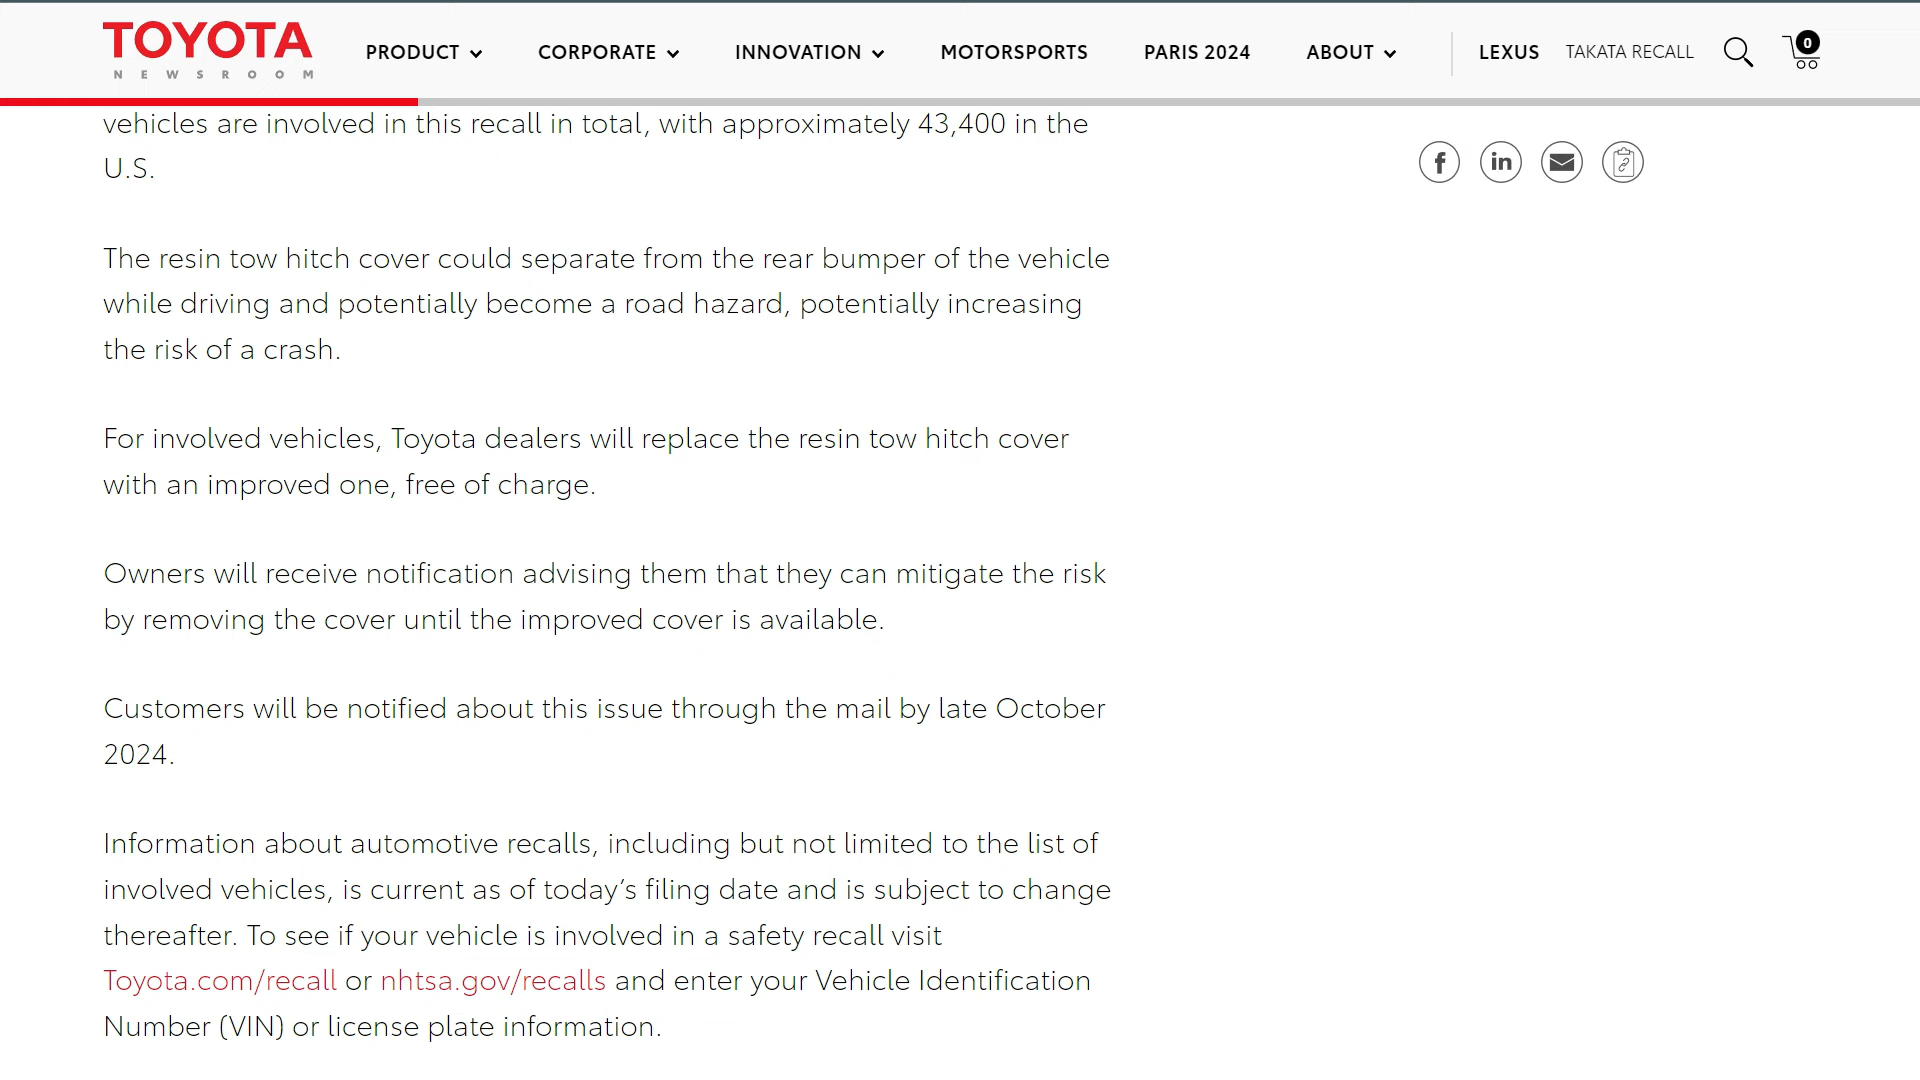 TOYOTA
NEWSROOM
PRODUCT CORPORATE INNOVATION MOTORSPORTS PARIS 2024 ABOUT LEXUS TAKATA RECALL 0
vehicles are involved in this recall in total, with approximately 43,400 in the
U.S.
The resin tow hitch cover could separate from the rear bumper of the vehicle
while driving and potentially become a road hazard, potentially increasing
the risk of a crash.
For involved vehicles, Toyota dealers will replace the resin tow hitch cover
with an improved one, free of charge.
Owners will receive notification advising them that they can mitigate the risk
by removing the cover until the improved cover is available.
Customers will be notified about this issue through the mail by late October
2024.
Information about automotive recalls, including but not limited to the list of
involved vehicles, is current as of today’s filing date and is subject to change
thereafter. To see if your vehicle is involved in a safety recall visit
Toyota.com/recall or nhtsa.gov/recalls and enter your Vehicle Identification
Number (VIN) or license plate information.